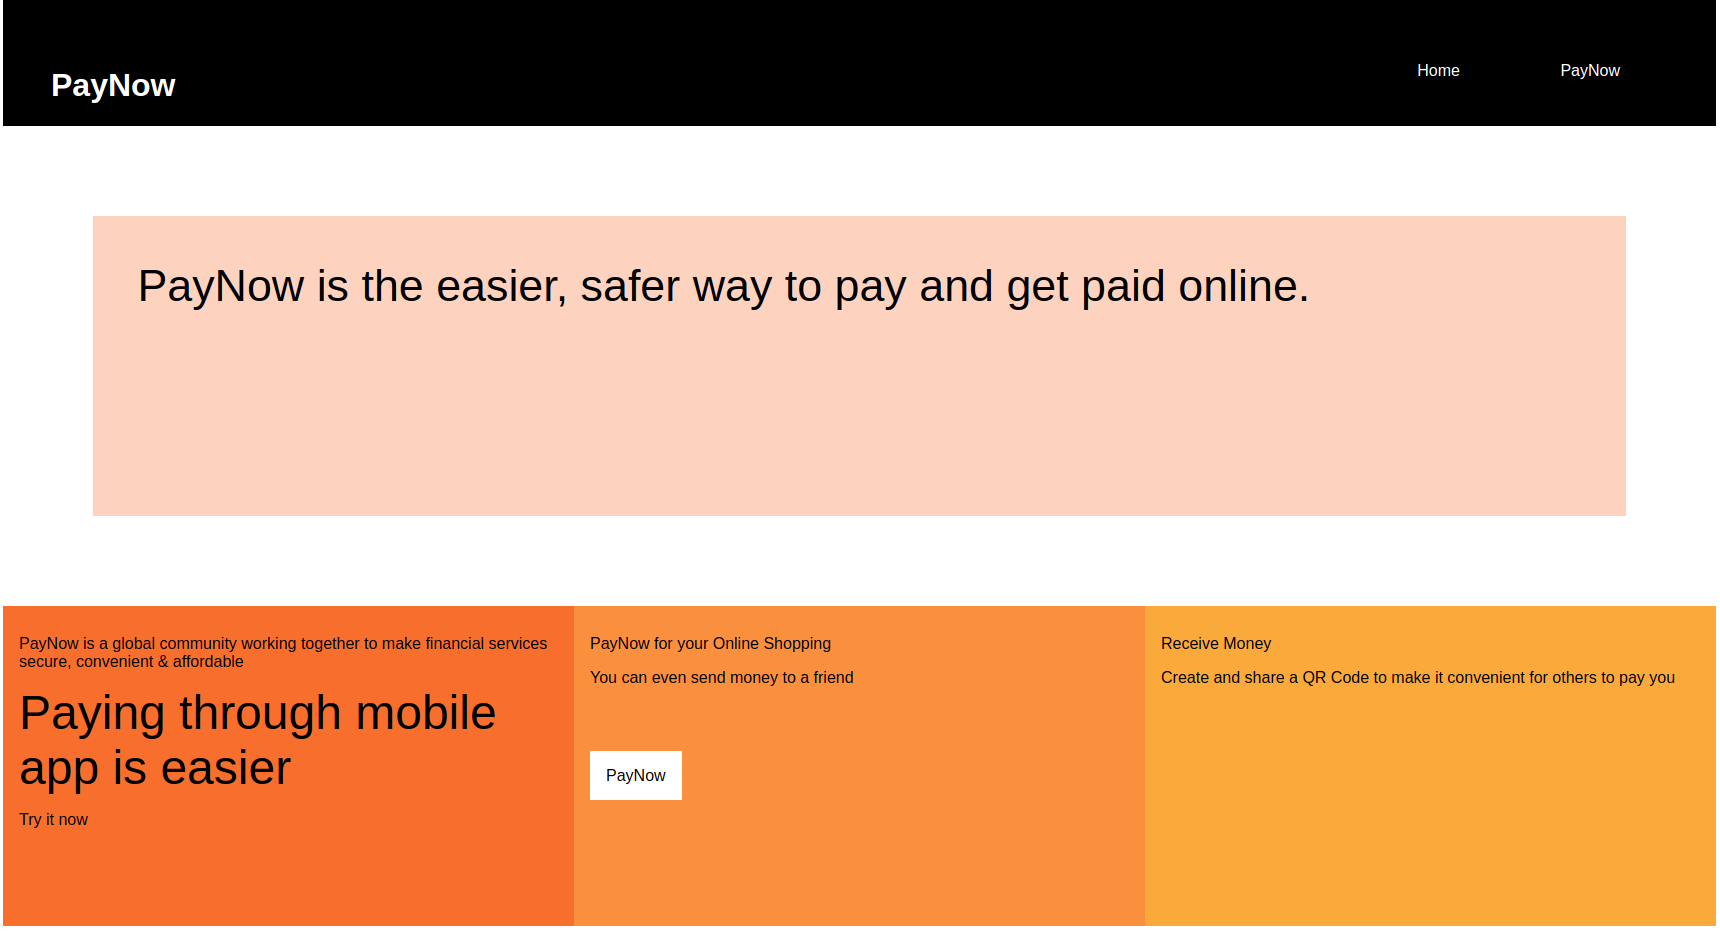 PayNow
Home
PayNow
PayNow is the easier, safer way to pay and get paid online.
PayNow is a global community working together to make financial services
secure, convenient & affordable
Paying through mobile
app is easier
Try it now
PayNow for your Online Shopping
You can even send money to a friend
PayNow
Receive Money
Create and share a QR Code to make it convenient for others to pay you